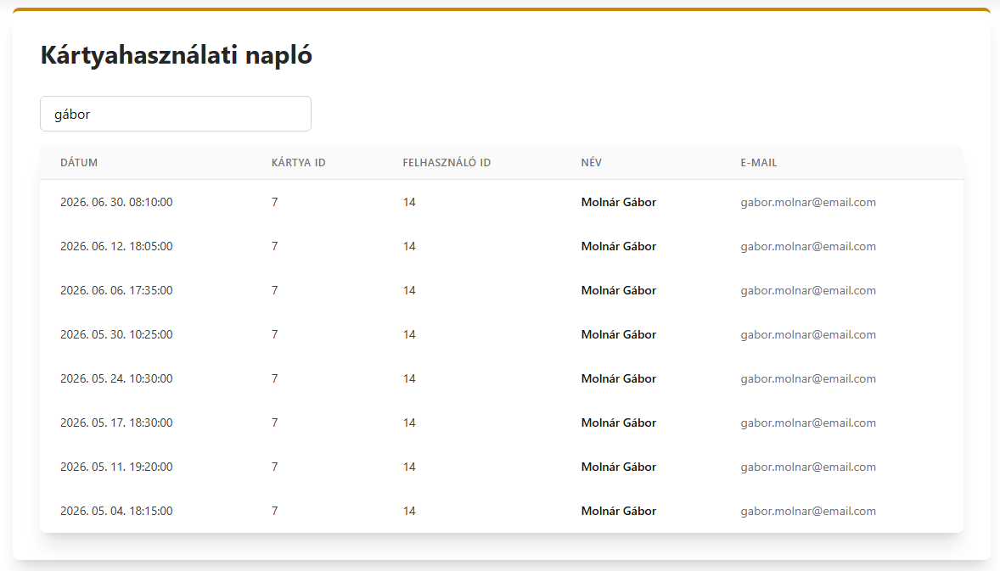 Kártyahasználati napló
gábor
DÁTUM KÁRTYA ID FELHASZNÁLÓ ID NÉV E-MAIL
2026. 06. 30. 08:10:00 7 14 Molnár Gábor gabor.molnar@email.com
2026. 06. 12. 18:05:00 7 14 Molnár Gábor gabor.molnar@email.com
2026. 06. 06. 17:35:00 7 14 Molnár Gábor gabor.molnar@email.com
2026. 05. 30. 10:25:00 7 14 Molnár Gábor gabor.molnar@email.com
2026. 05. 24. 10:30:00 7 14 Molnár Gábor gabor.molnar@email.com
2026. 05. 17. 18:30:00 7 14 Molnár Gábor gabor.molnar@email.com
2026. 05. 11. 19:20:00 7 14 Molnár Gábor gabor.molnar@email.com
2026. 05. 04. 18:15:00 7 14 Molnár Gábor gabor.molnar@email.com